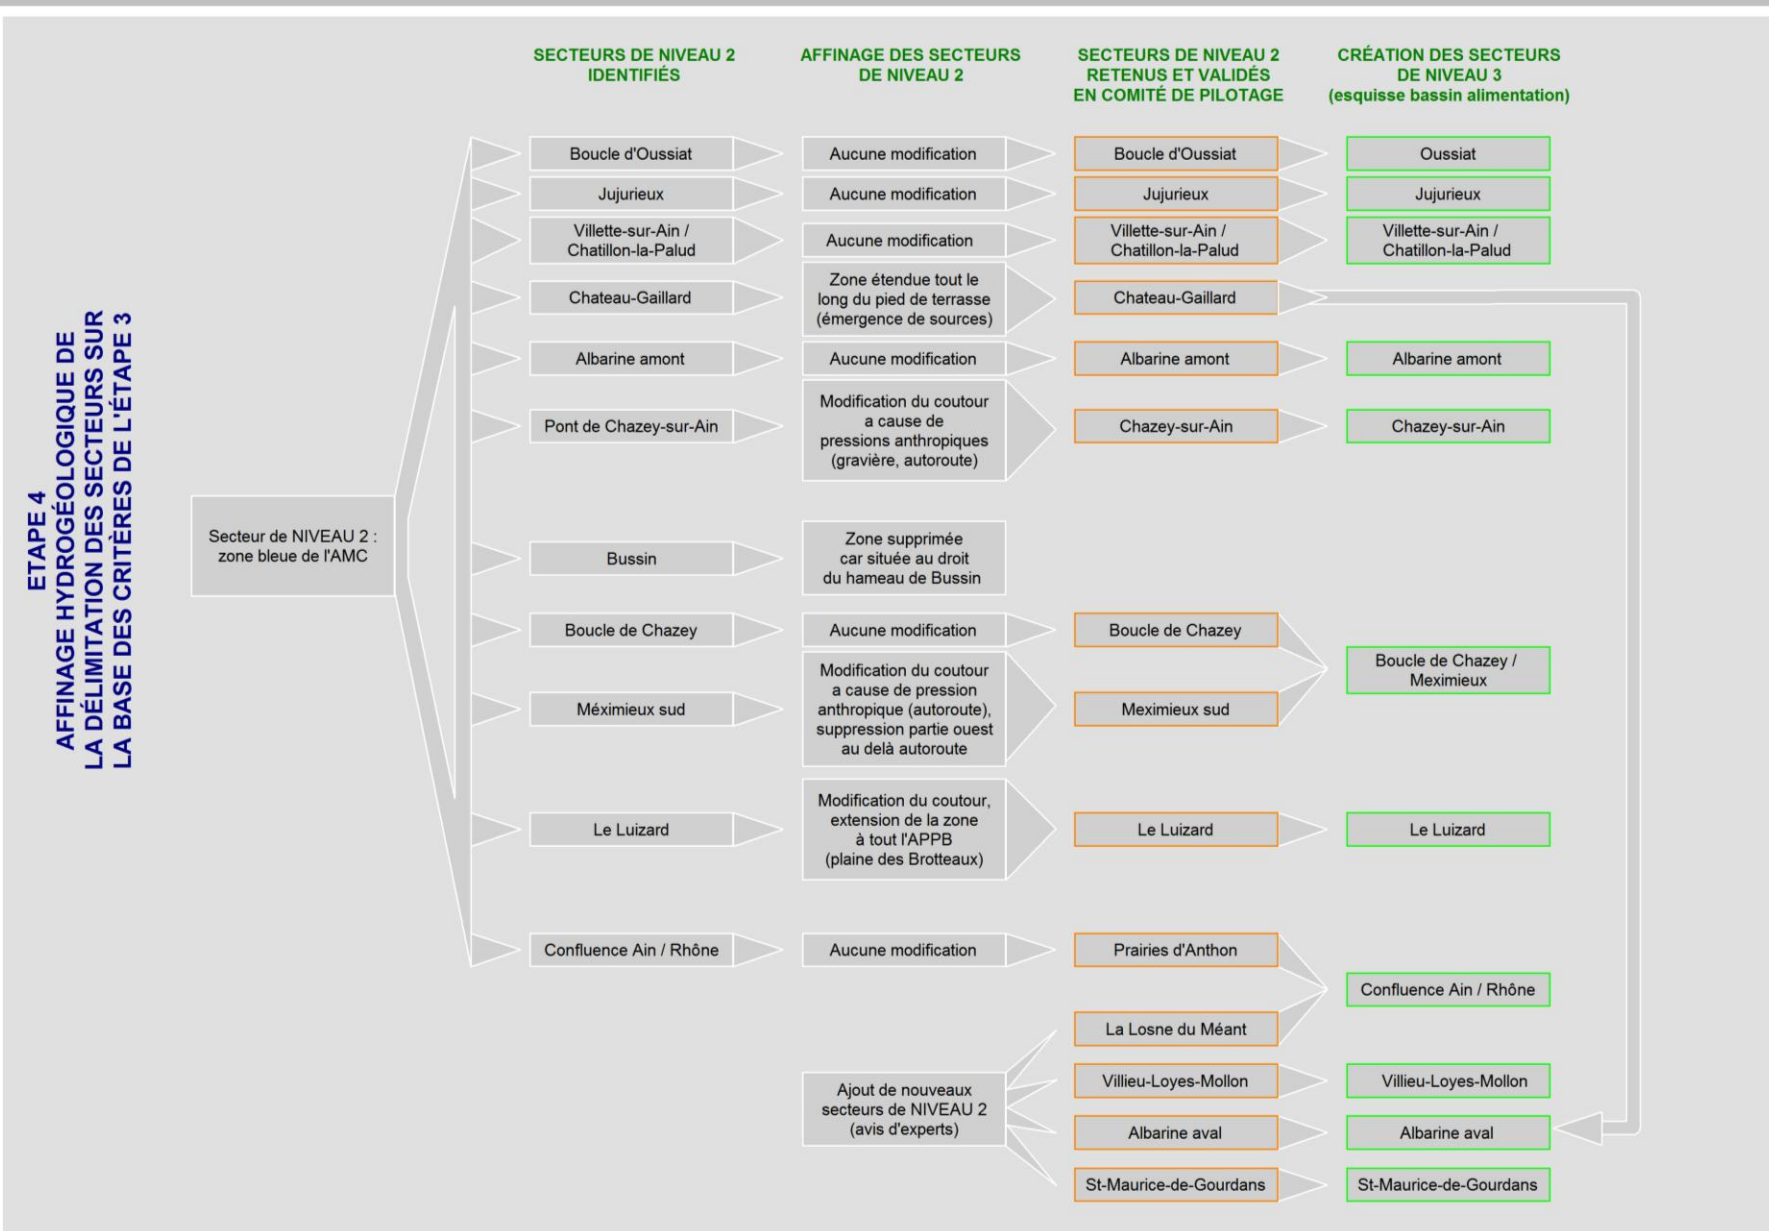 ETAPE 4
AFFINAGE HYDROGÉOLOGIQUE DE
LA DÉLIMITATION DES SECTEURS SUR
LA BASE DES CRITÈRES DE L'ÉTAPE 3
Secteur de NIVEAU 2 :
zone bleue de l'AMC
SECTEURS DE NIVEAU 2
IDENTIFIÉS
AFFINAGE DES SECTEURS
DE NIVEAU 2
SECTEURS DE NIVEAU 2
RETENUS ET VALIDÉS
EN COMITÉ DE PILOTAGE
CRÉATION DES SECTEURS
DE NIVEAU 3
(esquisse bassin alimentation)
Boucle d'Oussiat
Aucune modification
Boucle d'Oussiat
Oussiat
Jujurieux
Aucune modification
Jujurieux
Jujurieux
Villette-sur-Ain /
Chatillon-la-Palud
Aucune modification
Villette-sur-Ain /
Chatillon-la-Palud
Villette-sur-Ain /
Chatillon-la-Palud
Chateau-Gaillard
Zone étendue tout le
long du pied de terrasse
(émergence de sources)
Chateau-Gaillard
Albarine amont
Aucune modification
Albarine amont
Albarine amont
Pont de Chazey-sur-Ain
Modification du coutour
a cause de
pressions anthropiques
(gravière, autoroute)
Chazey-sur-Ain
Chazey-sur-Ain
Bussin
Zone supprimée
car située au droit
du hameau de Bussin
Boucle de Chazey
Aucune modification
Boucle de Chazey
Boucle de Chazey /
Meximieux
Méximieux sud
Modification du coutour
a cause de pression
anthropique (autoroute),
suppression partie ouest
au delà autoroute
Meximieux sud
Le Luizard
Modification du coutour,
extension de la zone
à tout l'APPB
(plaine des Brotteaux)
Le Luizard
Le Luizard
Confluence Ain / Rhône
Aucune modification
Prairies d'Anthon
Confluence Ain / Rhône
La Losne du Méant
Ajout de nouveaux
secteurs de NIVEAU 2
(avis d'experts)
Villieu-Loyes-Mollon
Villieu-Loyes-Mollon
Albarine aval
Albarine aval
St-Maurice-de-Gourdans
St-Maurice-de-Gourdans